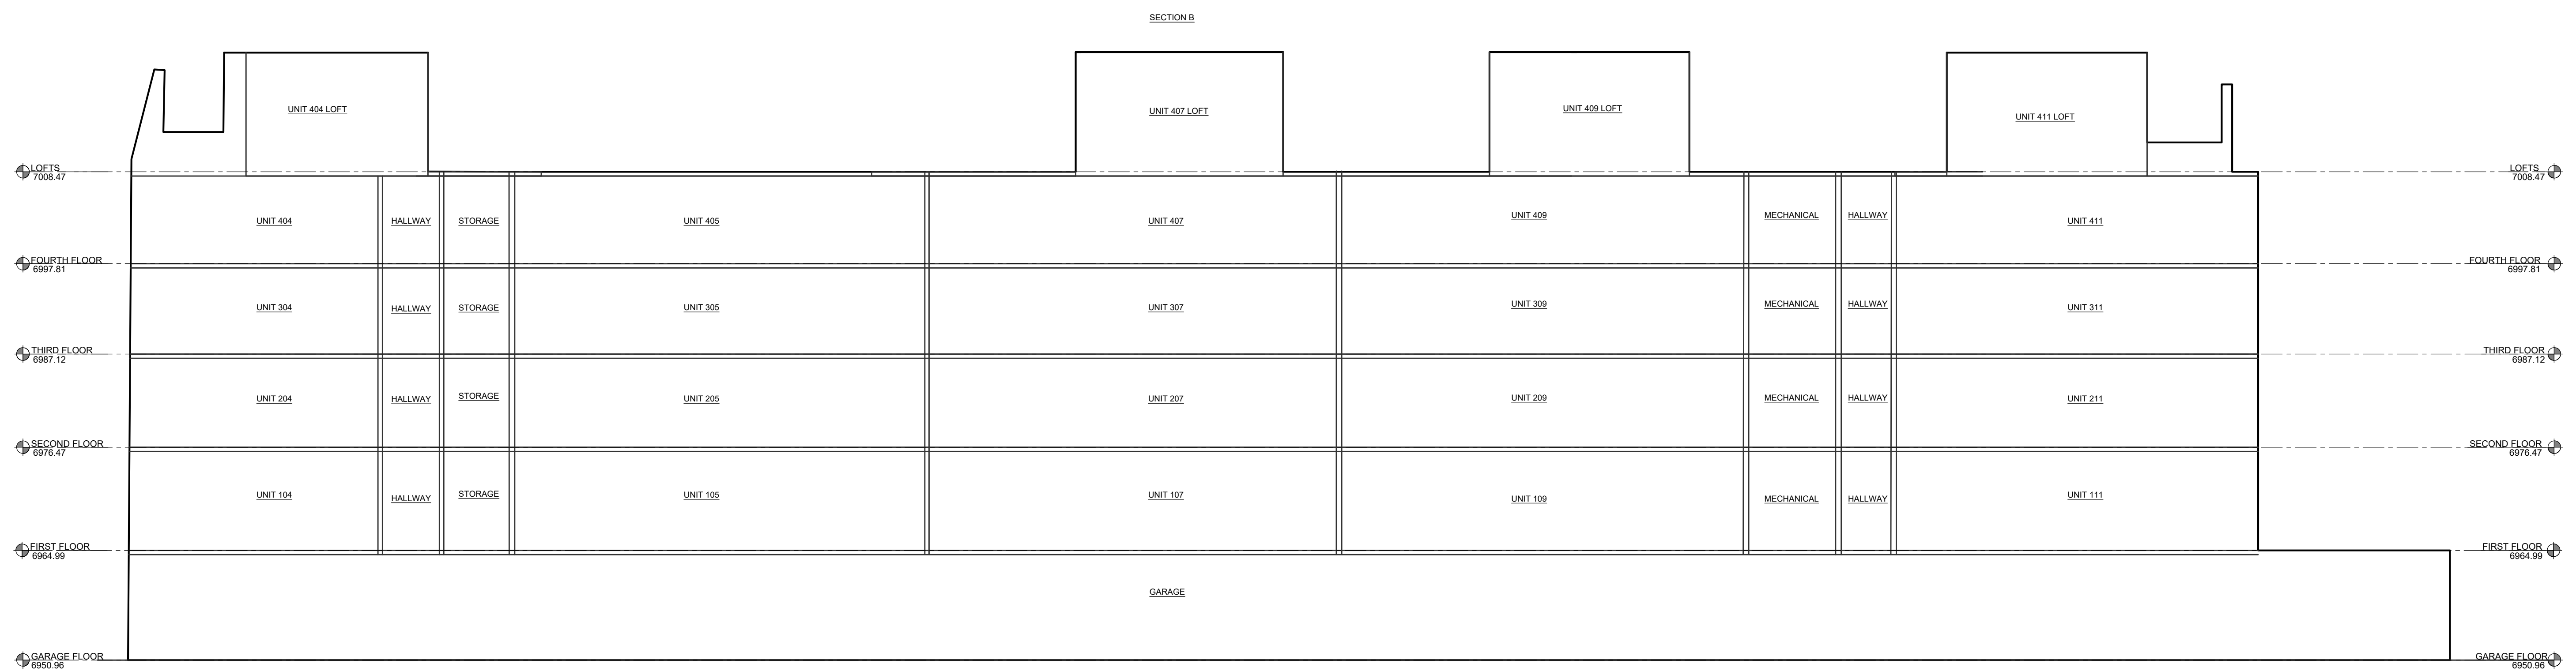 SECTION B
UNIT 404 LOFT
UNIT 407 LOFT
UNIT 409 LOFT
UNIT 411 LOFT
LOFTS
7008.47
LOFTS
7008.47
UNIT 404
HALLWAY
STORAGE
UNIT 405
UNIT 407
UNIT 409
MECHANICAL
HALLWAY
UNIT 411
FOURTH FLOOR
6997.81
FOURTH FLOOR
6997.81
UNIT 304
HALLWAY
STORAGE
UNIT 305
UNIT 307
UNIT 309
MECHANICAL
HALLWAY
UNIT 311
THIRD FLOOR
6987.12
THIRD FLOOR
6987.12
UNIT 204
HALLWAY
STORAGE
UNIT 205
UNIT 207
UNIT 209
MECHANICAL
HALLWAY
UNIT 211
SECOND FLOOR
6976.47
SECOND FLOOR
6976.47
UNIT 104
HALLWAY
STORAGE
UNIT 105
UNIT 107
UNIT 109
MECHANICAL
HALLWAY
UNIT 111
FIRST FLOOR
6964.99
FIRST FLOOR
6964.99
GARAGE
GARAGE FLOOR
6950.96
GARAGE FLOOR
6950.96